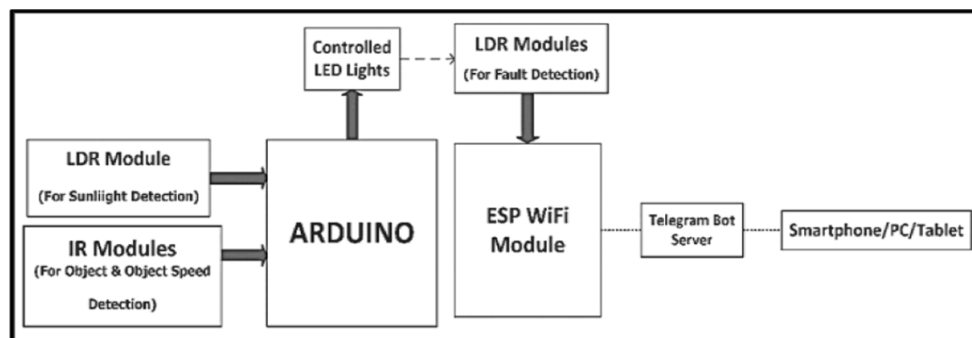 Controlled
LED Lights
LDR Modules
(For Fault Detection)
LDR Module
(For Sunliight Detection)
IR Modules
(For Object & Object Speed
Detection)
ARDUINO
ESP WiFi
Module
Telegram Bot
Server
Smartphone/PC/Tablet